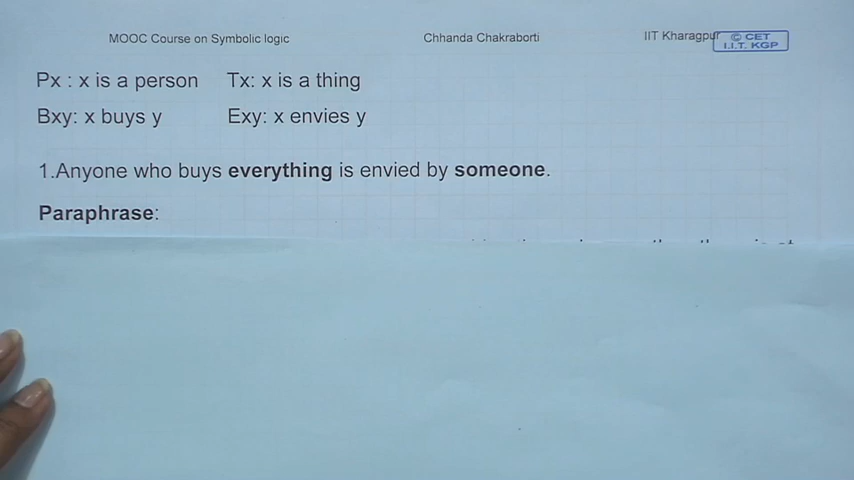 MOOC Course on Symbolic logic Chhanda Chakraborti IIT Kharagpur © CET
I.I.T. KGP
Px : x is a person Tx: x is a thing
Bxy: x buys y Exy: x envies y
1.Anyone who buys everything is envied by someone.
Paraphrase: